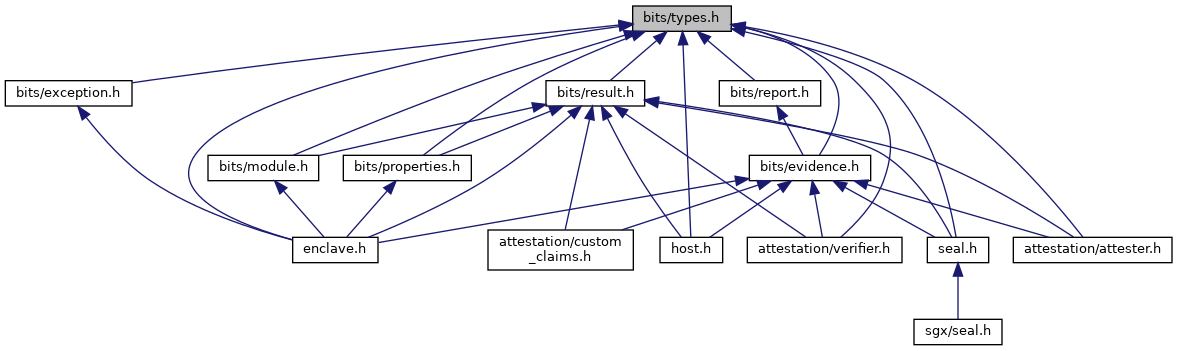 bits/types.h
bits/exception.h
bits/result.h
bits/report.h
bits/module.h
bits/properties.h
bits/evidence.h
enclave.h
attestation/custom
_claims.h
host.h
attestation/verifier.h
seal.h
attestation/attester.h
sgx/seal.h